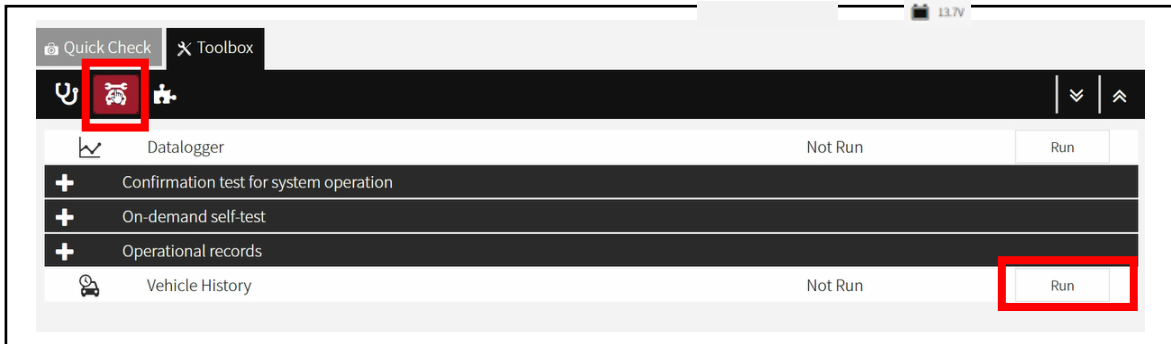 13.7V
Quick Check Toolbox
Datalogger Not Run Run
Confirmation test for system operation
On-demand self-test
Operational records
Vehicle History Not Run Run